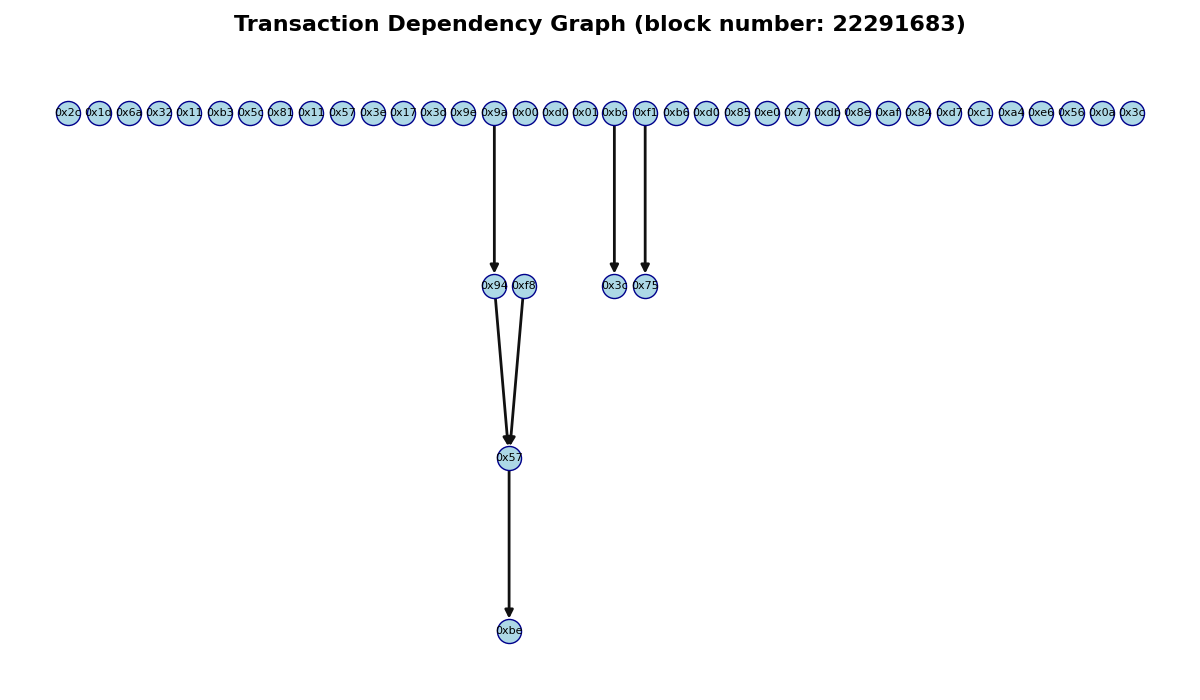 Transaction Dependency Graph (block number: 22291683)
0x2c 0x1d 0x6a 0x32 0x11 0xb3 0x5c 0x81 0x11 0x57 0x3e 0x17 0x3d 0x9e 0x9a 0x00 0xd0 0x01 0xbc 0xf1 0xb6 0xd0 0x85 0xe0 0x77 0xdb 0x8e 0xaf 0x84 0xd7 0xc1 0xa4 0xe6 0x56 0x0a 0x3c
0x94 0xf8 0x3c 0x75
0x57
0xbe